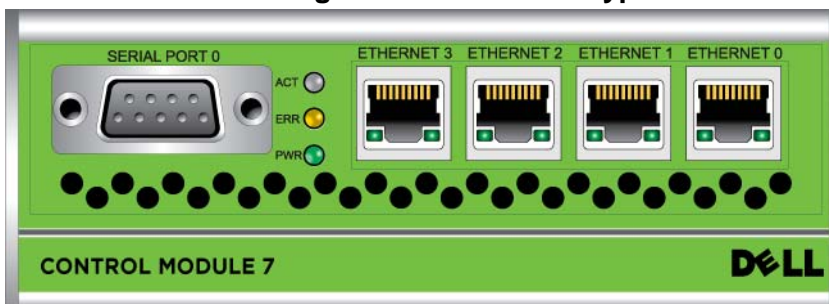 SERIAL PORT 0
ETHERNET 3 ETHERNET 2 ETHERNET 1 ETHERNET 0
ACT
ERR
PWR
CONTROL MODULE 7
DELL